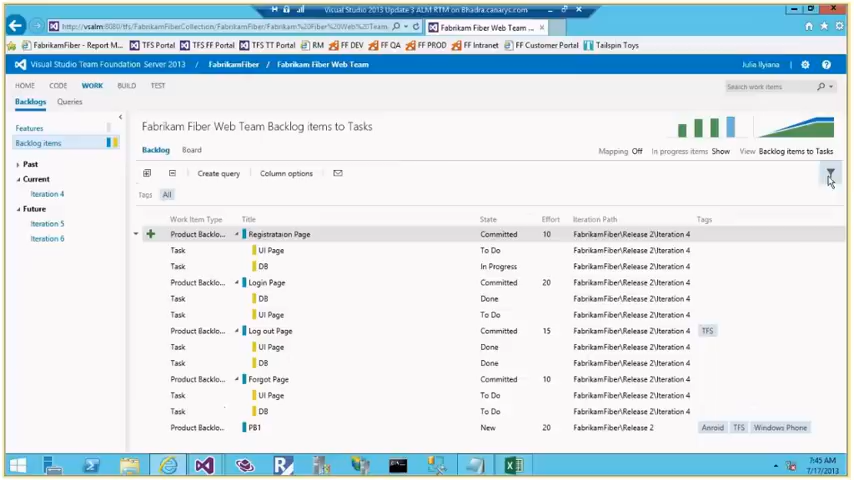 Visual Studio 2013 Update 3 ALM RTM on Bhadra.canarys.com
http://vsalm:8080/tfs/FabrikamFiberCollection/FabrikamFiber/Fabrikam%20Fiber%20Web%20Team
Fabrikam Fiber Web Team ...
FabrikamFiber - Report M... TFS Portal TFS FF Portal TFS TT Portal RM FF DEV FF QA FF PROD FF Intranet FF Customer Portal Tailspin Toys
Visual Studio Team Foundation Server 2013 FabrikamFiber / Fabrikam Fiber Web Team Julia Ilyiana
HOME CODE WORK BUILD TEST Search work items
Backlogs Queries
Features
Backlog items
Past
Current
Iteration 4
Future
Iteration 5
Iteration 6
Fabrikam Fiber Web Team Backlog items to Tasks
Backlog Board
Mapping Off In progress items Show View Backlog items to Tasks
Create query Column options
Tags All
Work Item Type Title State Effort Iteration Path Tags
Product Backlo... Registrataion Page Committed 10 FabrikamFiber\Release 2\Iteration 4
Task UI Page To Do FabrikamFiber\Release 2\Iteration 4
Task DB In Progress FabrikamFiber\Release 2\Iteration 4
Product Backlo... Login Page Committed 20 FabrikamFiber\Release 2\Iteration 4
Task DB Done FabrikamFiber\Release 2\Iteration 4
Task UI Page To Do FabrikamFiber\Release 2\Iteration 4
Product Backlo... Log out Page Committed 15 FabrikamFiber\Release 2\Iteration 4 TFS
Task UI Page Done FabrikamFiber\Release 2\Iteration 4
Task DB Done FabrikamFiber\Release 2\Iteration 4
Product Backlo... Forgot Page Committed 10 FabrikamFiber\Release 2\Iteration 4
Task UI Page To Do FabrikamFiber\Release 2\Iteration 4
Task DB To Do FabrikamFiber\Release 2\Iteration 4
Product Backlo... PB1 New 20 FabrikamFiber\Release 2 Anroid TFS Windows Phone
7:45 AM
7/17/2013